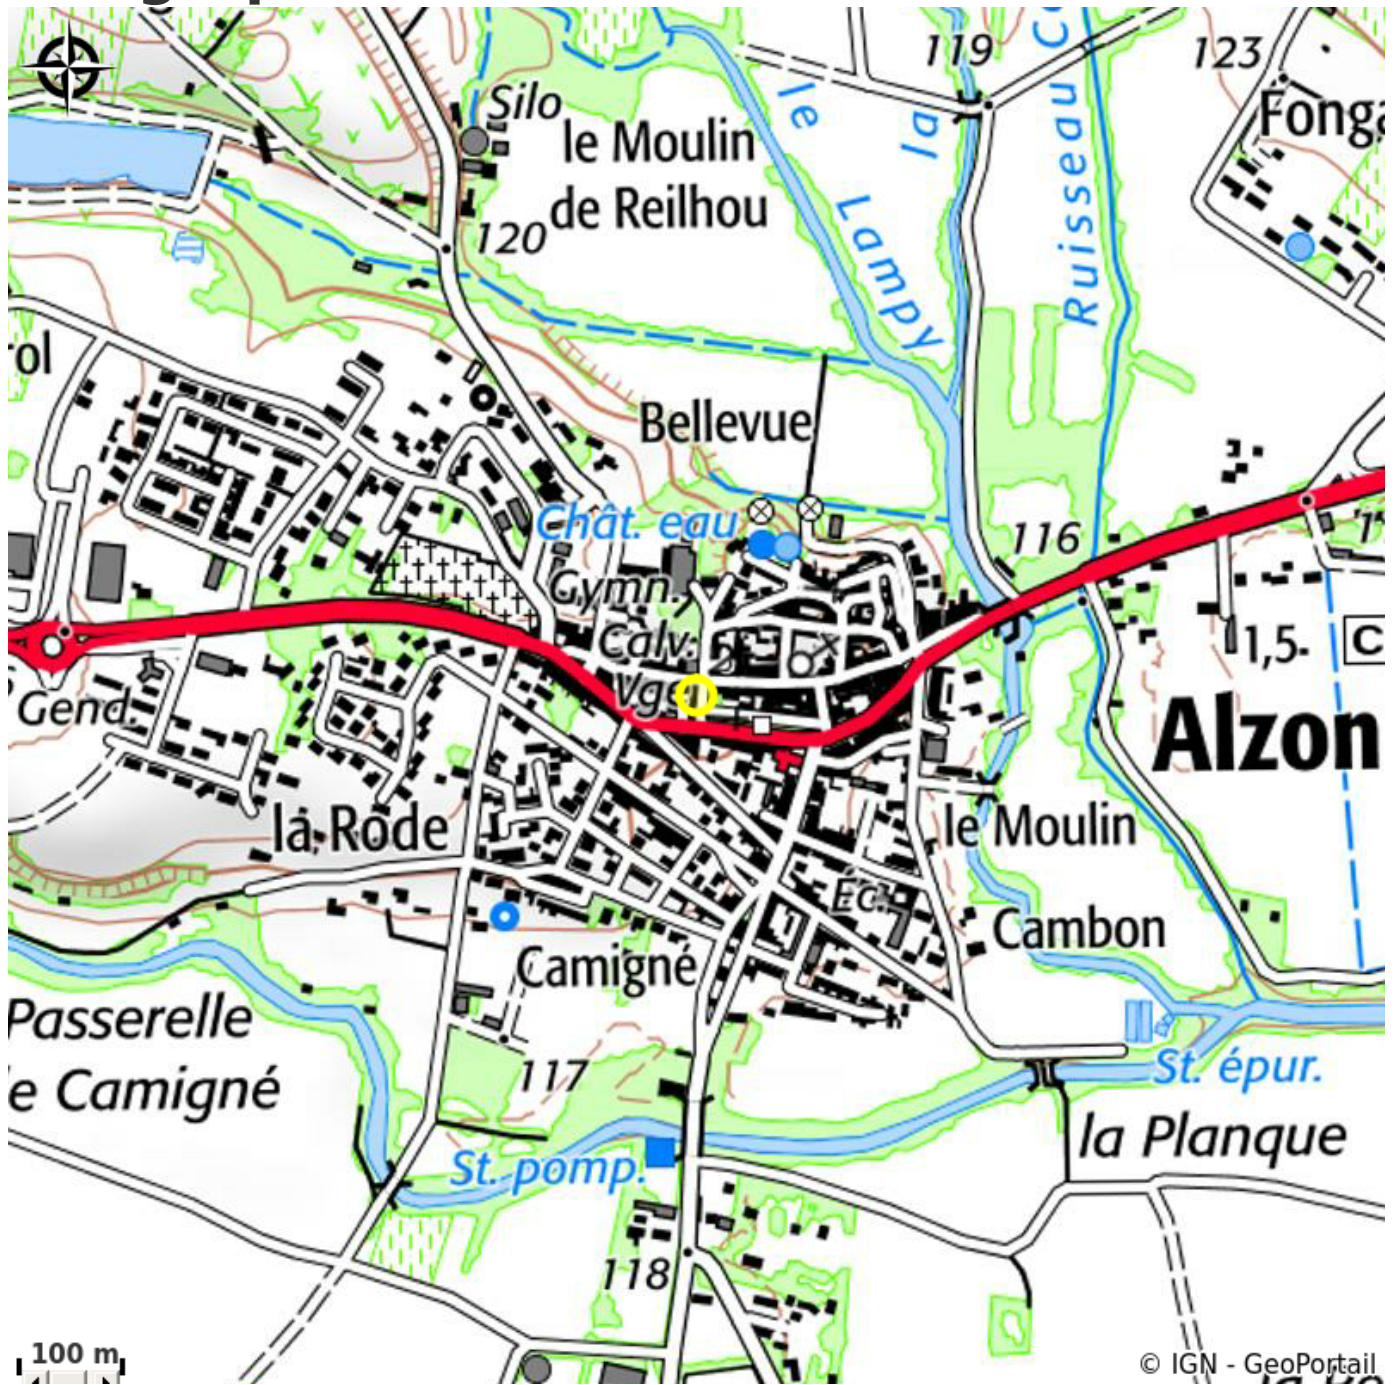 119
123
le
la
Ruisseau
Silo
Fonga
le Moulin
de Reilhou
120
Lampy
rol
Bellevue
Chât. eau
116
Gymn.
Calv.
1,5.
C
Vgs
Gend.
Alzon
la Rode
le Moulin
Éc.
Cambon
Camigné
Passerelle
e Camigné
117
St. épur.
la Planque
St. pomp.
118
100 m
© IGN - GeoPortail